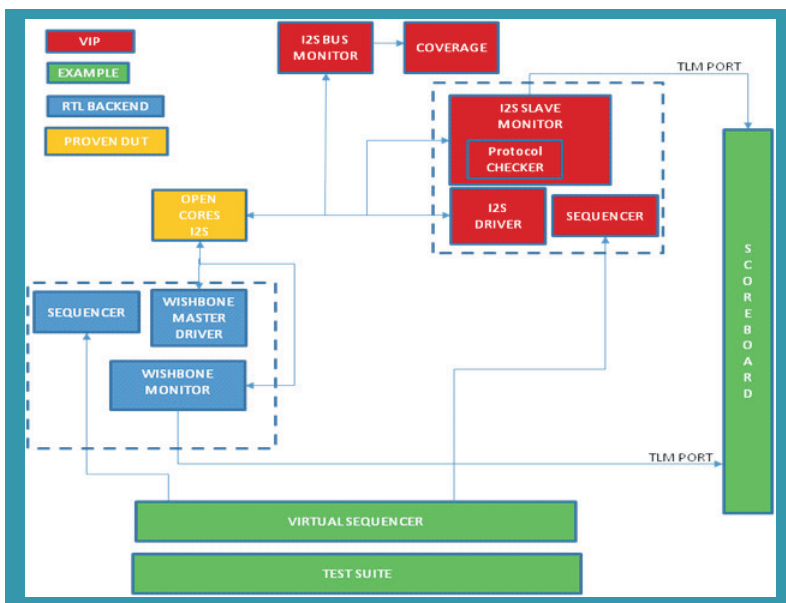 VIP
EXAMPLE
RTL BACKEND
PROVEN DUT
I2S BUS
MONITOR
COVERAGE
TLM PORT
I2S SLAVE
MONITOR
Protocol
CHECKER
OPEN
CORES
I2S
I2S
DRIVER
SEQUENCER
SEQUENCER
WISHBONE
MASTER
DRIVER
WISHBONE
MONITOR
S
C
O
R
E
B
O
A
R
D
TLM PORT
VIRTUAL SEQUENCER
TEST SUITE